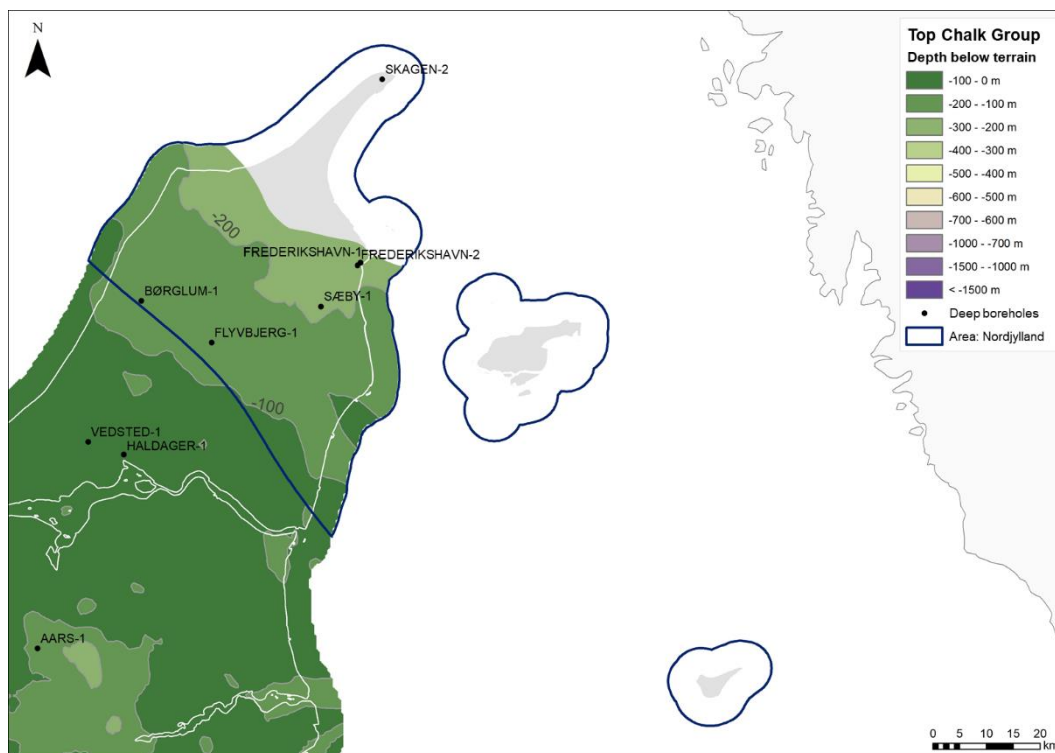 N
SKAGEN-2
-200
FREDERIKSHAVN-1
FREDERIKSHAVN-2
BØRGLUM-1
SÆBY-1
FLYVBJERG-1
-100
VEDSTED-1
HALDAGER-1
AARS-1
Top Chalk Group
Depth below terrain
-100 - 0 m
-200 - -100 m
-300 - -200 m
-400 - -300 m
-500 - -400 m
-600 - -500 m
-700 - -600 m
-1000 - -700 m
-1500 - -1000 m
< -1500 m
Deep boreholes
Area: Nordjylland
0 5 10 15 20
km